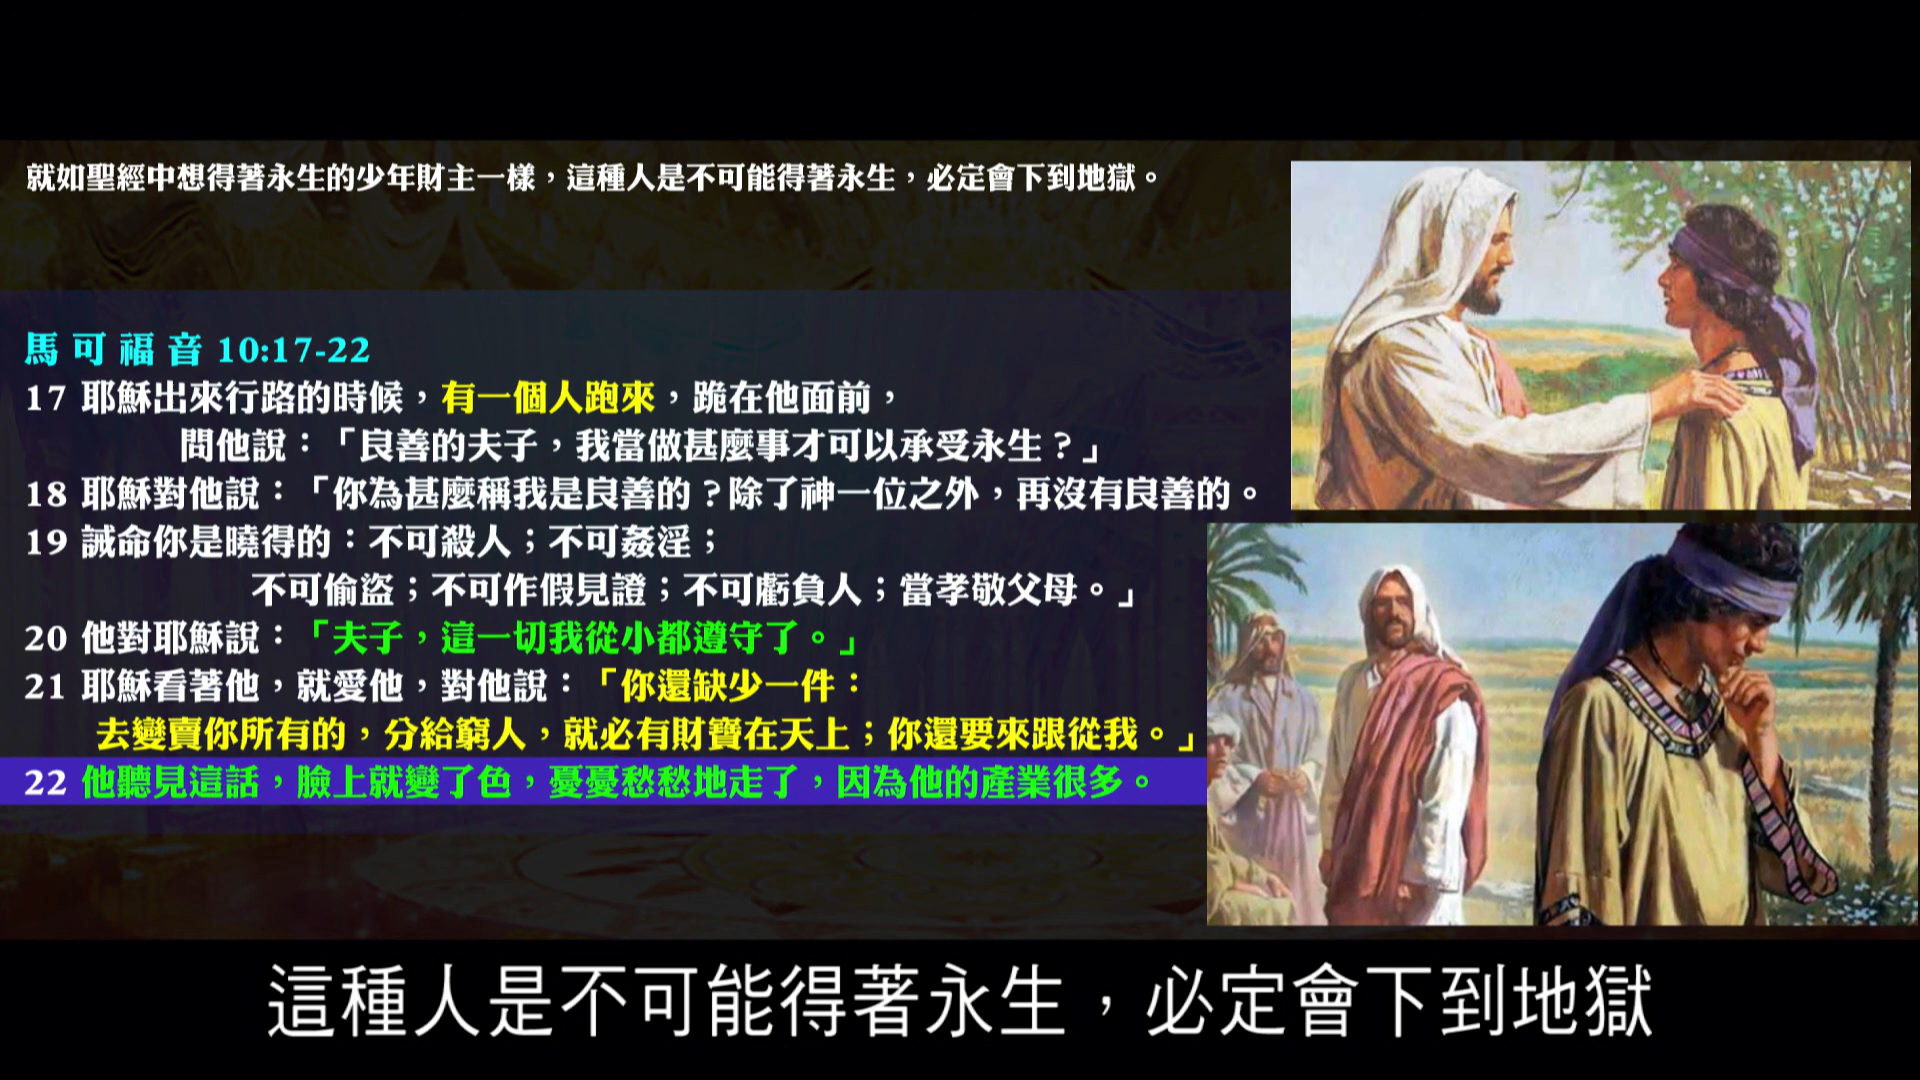 就如聖經中想得著永生的少年財主一樣，這種人是不可能得著永生，必定會下到地獄。
馬可福音 10:17-22
17 耶穌出來行路的時候，有一個人跑來，跪在他面前，
問他說：「良善的夫子，我當做甚麼事才可以承受永生？」
18 耶穌對他說：「你為甚麼稱我是良善的？除了神一位之外，再沒有良善的。
19 誡命你是曉得的：不可殺人；不可姦淫；
不可偷盜；不可作假見證；不可虧負人；當孝敬父母。」
20 他對耶穌說：「夫子，這一切我從小都遵守了。」
21 耶穌看著他，就愛他，對他說：「你還缺少一件：
去變賣你所有的，分給窮人，就必有財寶在天上；你還要來跟從我。」
22 他聽見這話，臉上就變了色，憂憂愁愁地走了，因為他的產業很多。
這種人是不可能得著永生，必定會下到地獄